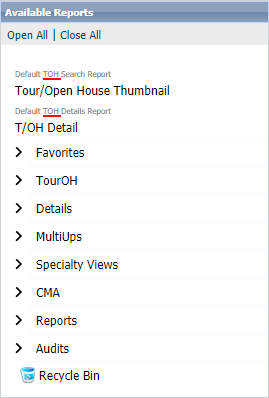 Available Reports
Open All | Close All
Default TOH Search Report
Tour/Open House Thumbnail
Default TOH Details Report
T/OH Detail
Favorites
TourOH
Details
MultiUps
Specialty Views
CMA
Reports
Audits
Recycle Bin